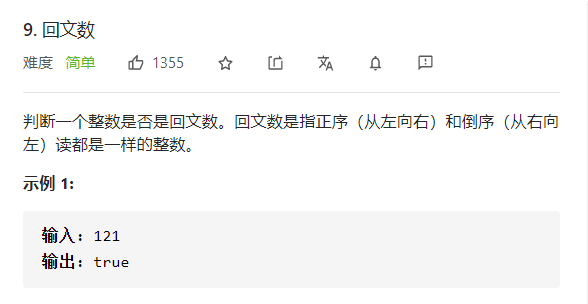 9. 回文数
难度 简单 1355
判断一个整数是否是回文数。回文数是指正序（从左向右）和倒序（从右向
左）读都是一样的整数。
示例 1:
输入：121
输出：true